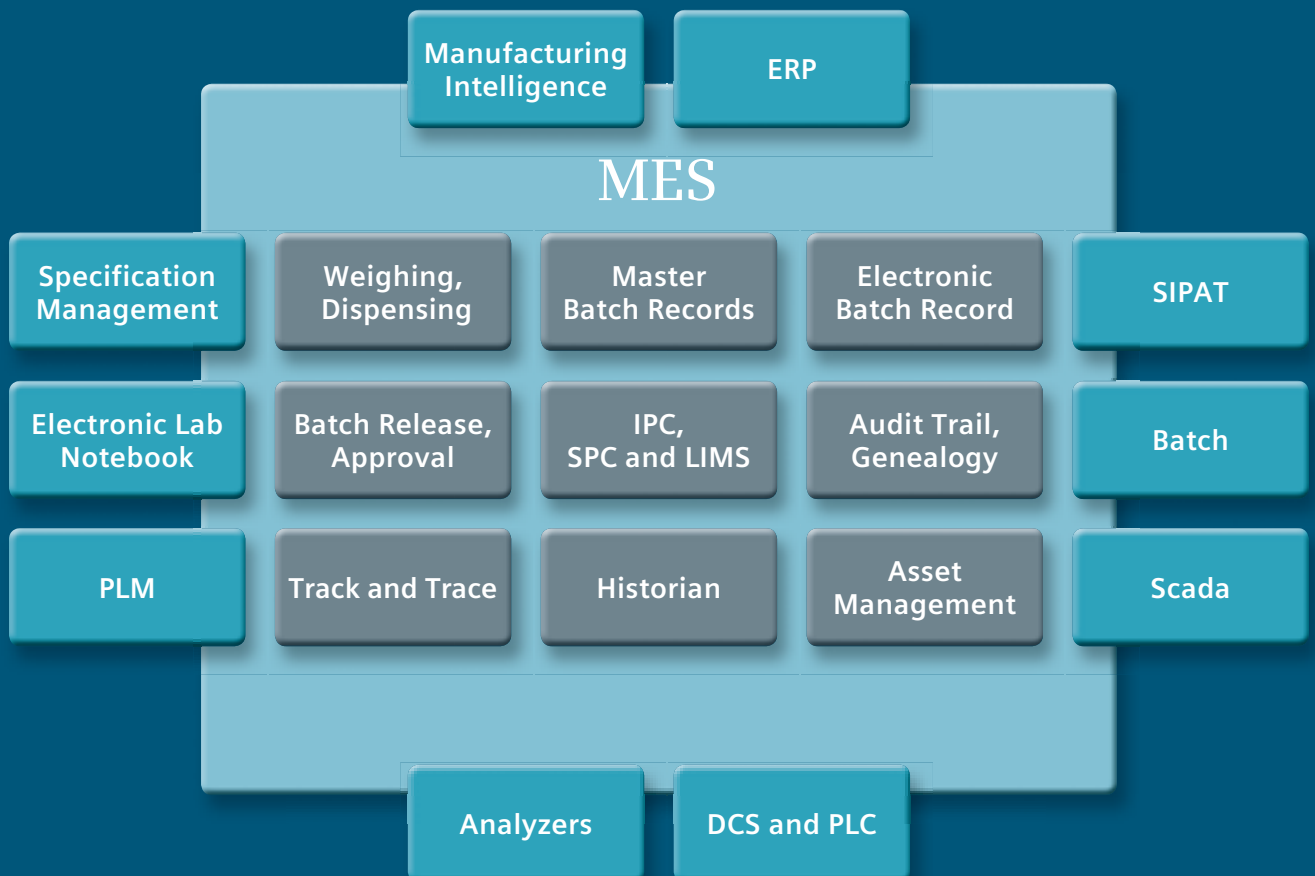 Manufacturing
Intelligence
ERP
MES
Specification
Management
Weighing,
Dispensing
Master
Batch Records
Electronic
Batch Record
SIPAT
Electronic Lab
Notebook
Batch Release,
Approval
IPC,
SPC and LIMS
Audit Trail,
Genealogy
Batch
PLM
Track and Trace
Historian
Asset
Management
Scada
Analyzers
DCS and PLC